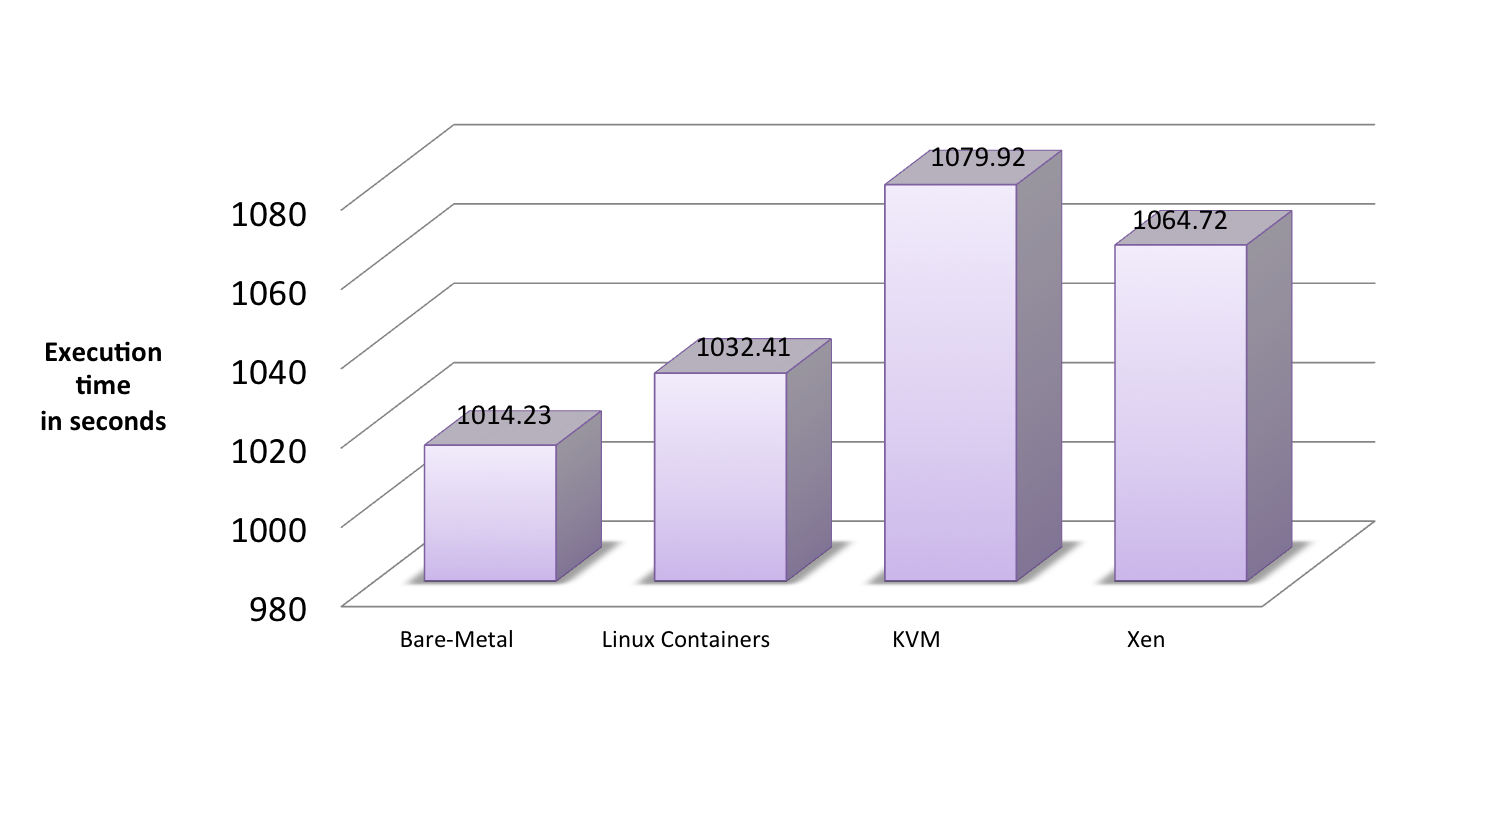 1079.92
1064.72
1080
1060
1032.41
Execution
time
in seconds
1040
1014.23
1020
1000
980
Bare-Metal
Linux Containers
KVM
Xen